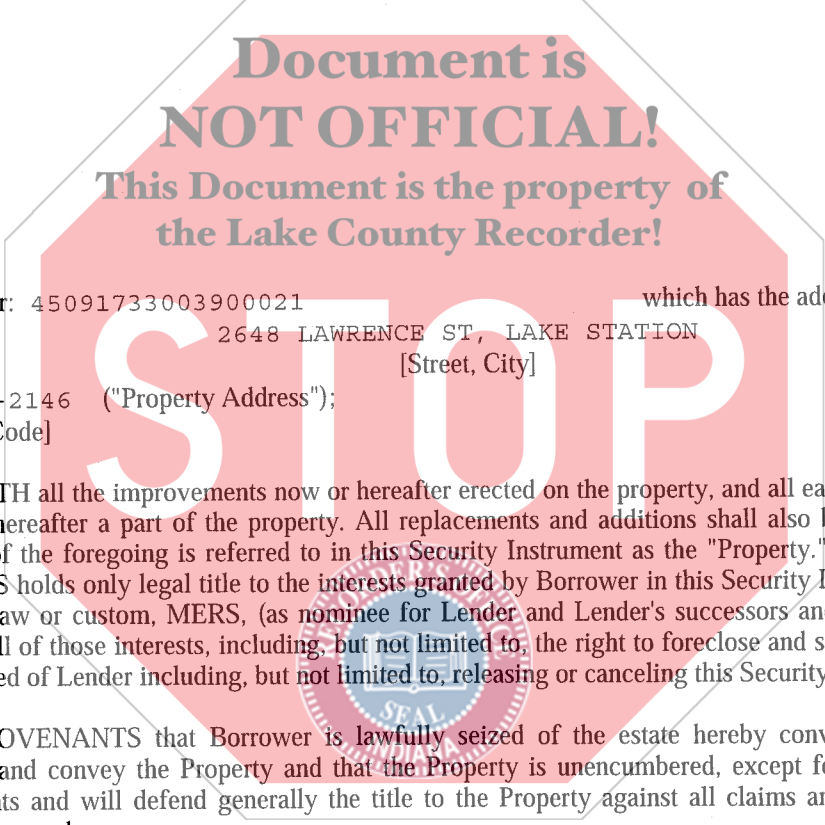 Document is
NOT OFFICIAL!
This Document is the property of
the Lake County Recorder!
r: 45091733003900021 which has the add
2648 LAWRENCE ST, LAKE STATION
[Street, City]
-2146 ("Property Address");
Code]
STOP
TH all the improvements now or hereafter erected on the property, and all ea
hereafter a part of the property. All replacements and additions shall also b
of the foregoing is referred to in this Security Instrument as the "Property."
S holds only legal title to the interests granted by Borrower in this Security I
aw or custom, MERS, (as nominee for Lender and Lender's successors an
ll of those interests, including, but not limited to, the right to foreclose and s
ed of Lender including, but not limited to, releasing or canceling this Security
RECORDER'S OFFICE
SEAL
INDIANA
OVENANTS that Borrower is lawfully seized of the estate hereby conv
and convey the Property and that the Property is unencumbered, except fo
ts and will defend generally the title to the Property against all claims an